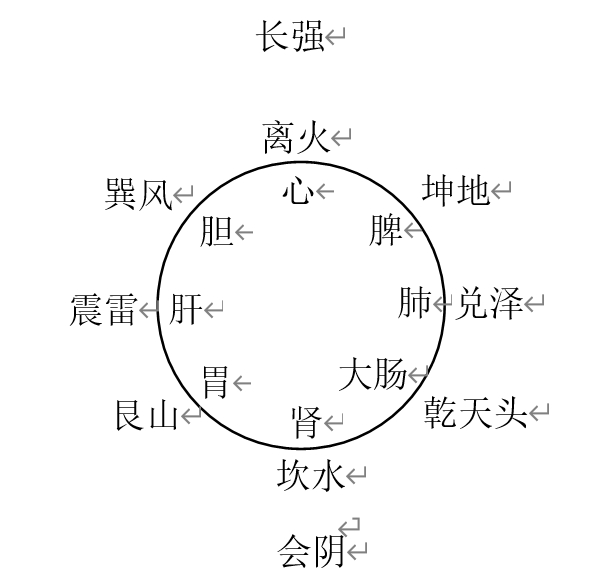 长强
离火
巽风
心
坤地
胆
脾
震雷
肝
肺
兑泽
胃
大肠
艮山
肾
乾天头
坎水
会阴